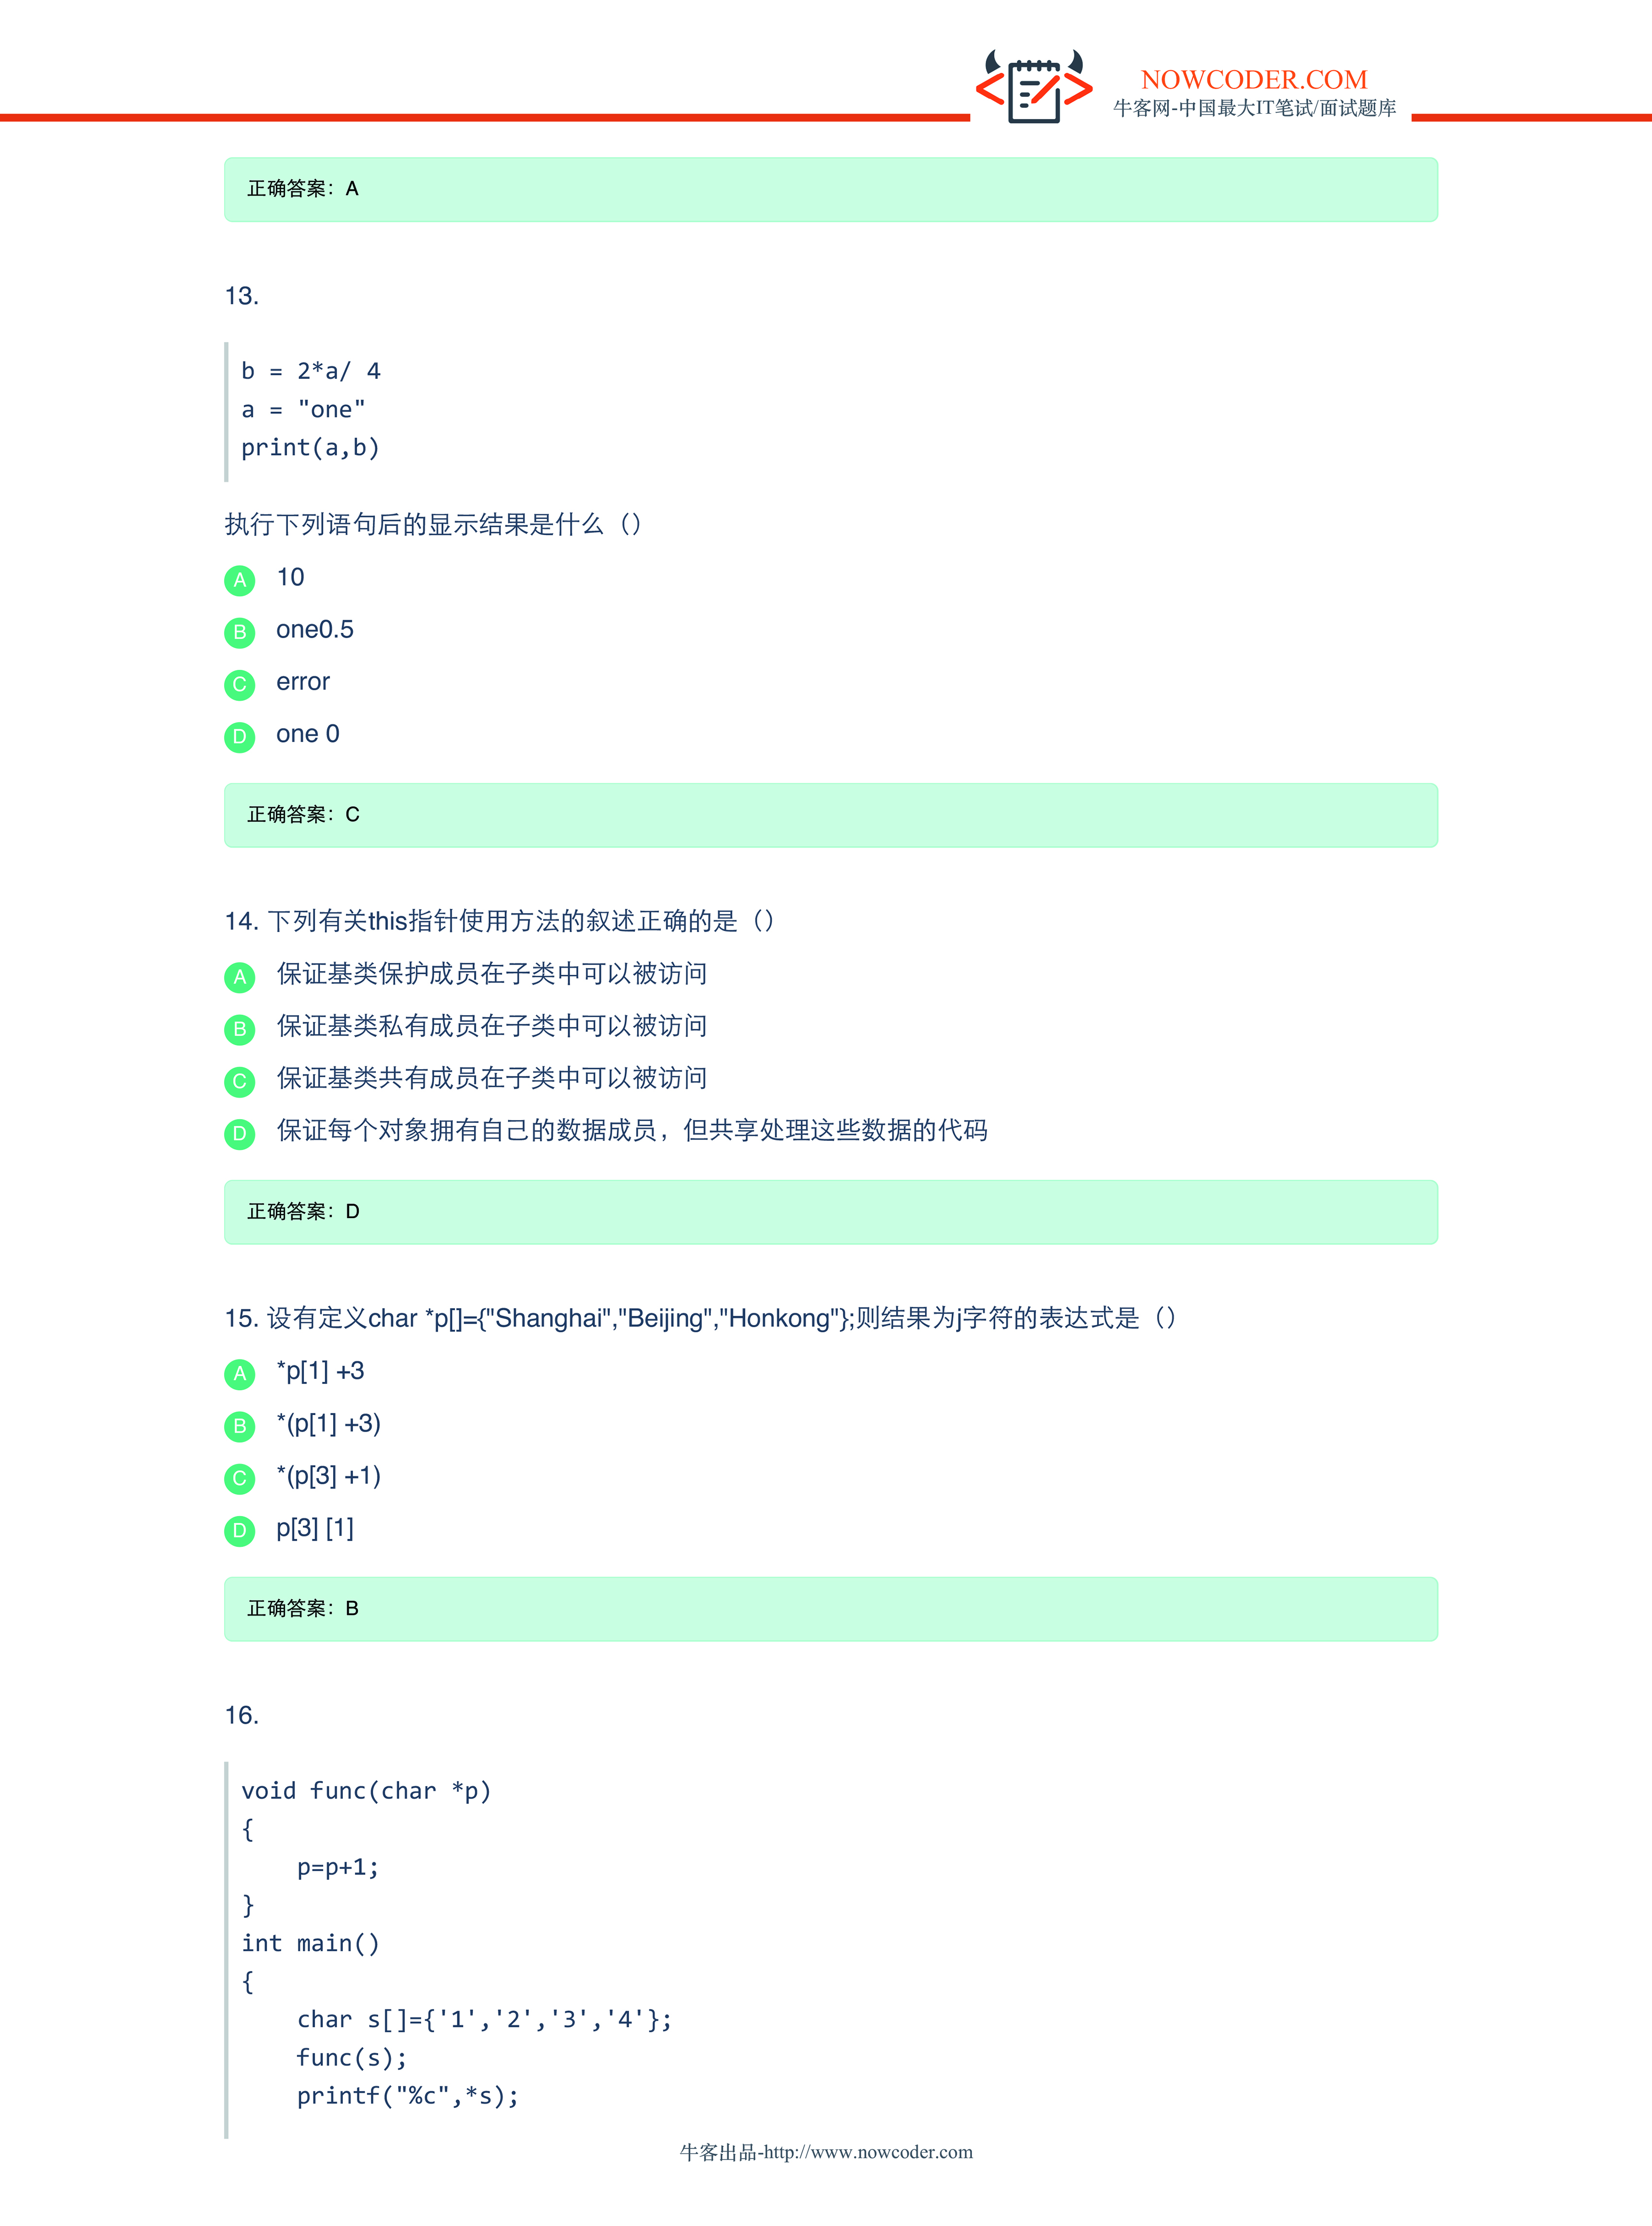 NOWCODER.COM
牛客网-中国最大IT笔试/面试题库
正确答案：A
13.
b = 2*a/ 4
a = "one"
print(a,b)
执行下列语句后的显示结果是什么（）
A 10
B one0.5
C error
D one 0
正确答案：C
14. 下列有关this指针使用方法的叙述正确的是（）
A 保证基类保护成员在子类中可以被访问
B 保证基类私有成员在子类中可以被访问
C 保证基类共有成员在子类中可以被访问
D 保证每个对象拥有自己的数据成员，但共享处理这些数据的代码
正确答案：D
15. 设有定义char *p[]={"Shanghai","Beijing","Honkong"};则结果为j字符的表达式是（）
A *p[1] +3
B *(p[1] +3)
C *(p[3] +1)
D p[3] [1]
正确答案：B
16.
void func(char *p)
{
    p=p+1;
}
int main()
{
    char s[]={'1','2','3','4'};
    func(s);
    printf("%c",*s);
牛客出品-http://www.nowcoder.com